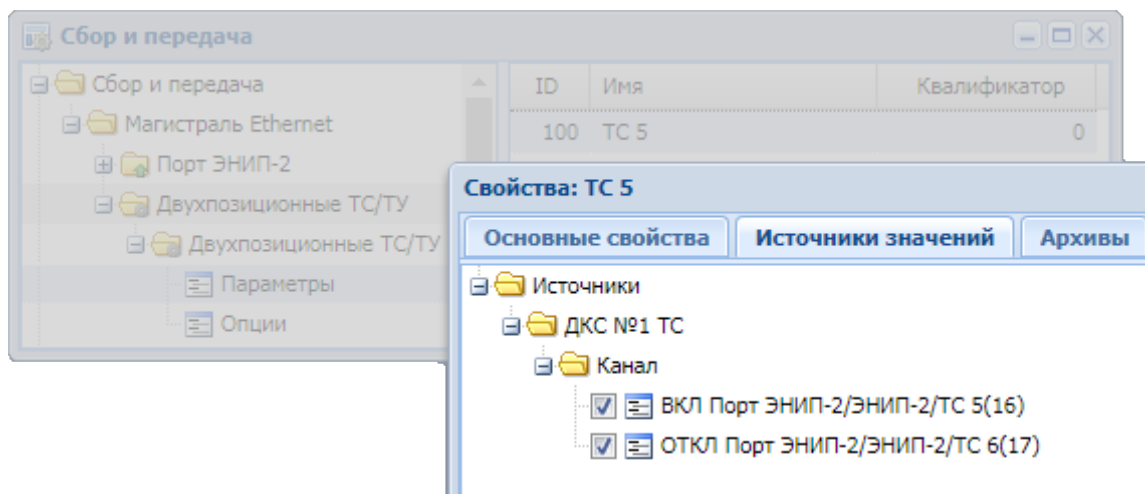 Сбор и передача
Сбор и передача
Магистраль Ethernet
Порт ЭНИП-2
Двухпозиционные ТС/ТУ
Двухпозиционные ТС/ТУ
Параметры
Опции
ID Имя Квалификатор
100 ТС 5 0
Свойства: ТС 5
Основные свойства Источники значений Архивы
Источники
ДКС №1 ТС
Канал
ВКЛ Порт ЭНИП-2/ЭНИП-2/ТС 5(16)
ОТКЛ Порт ЭНИП-2/ЭНИП-2/ТС 6(17)